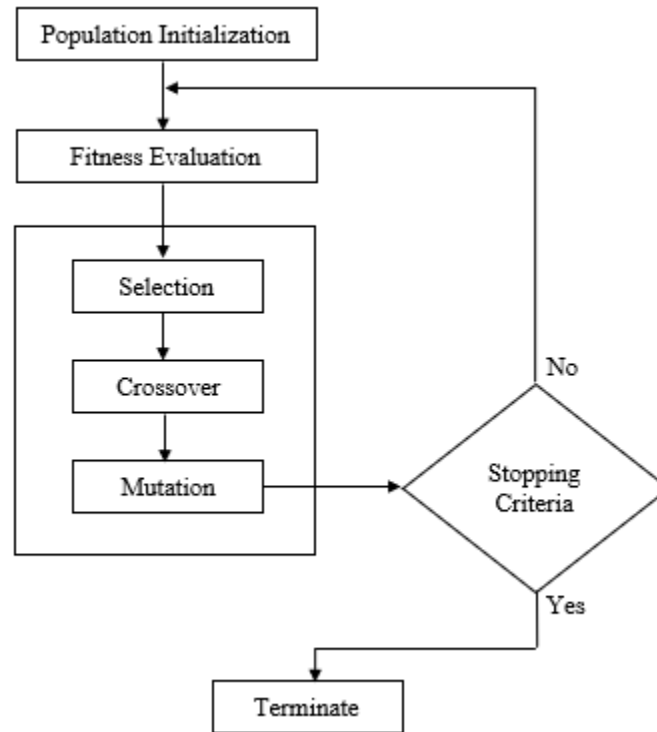 Population Initialization
Fitness Evaluation
Selection
Crossover
Mutation
No
Stopping
Criteria
Yes
Terminate